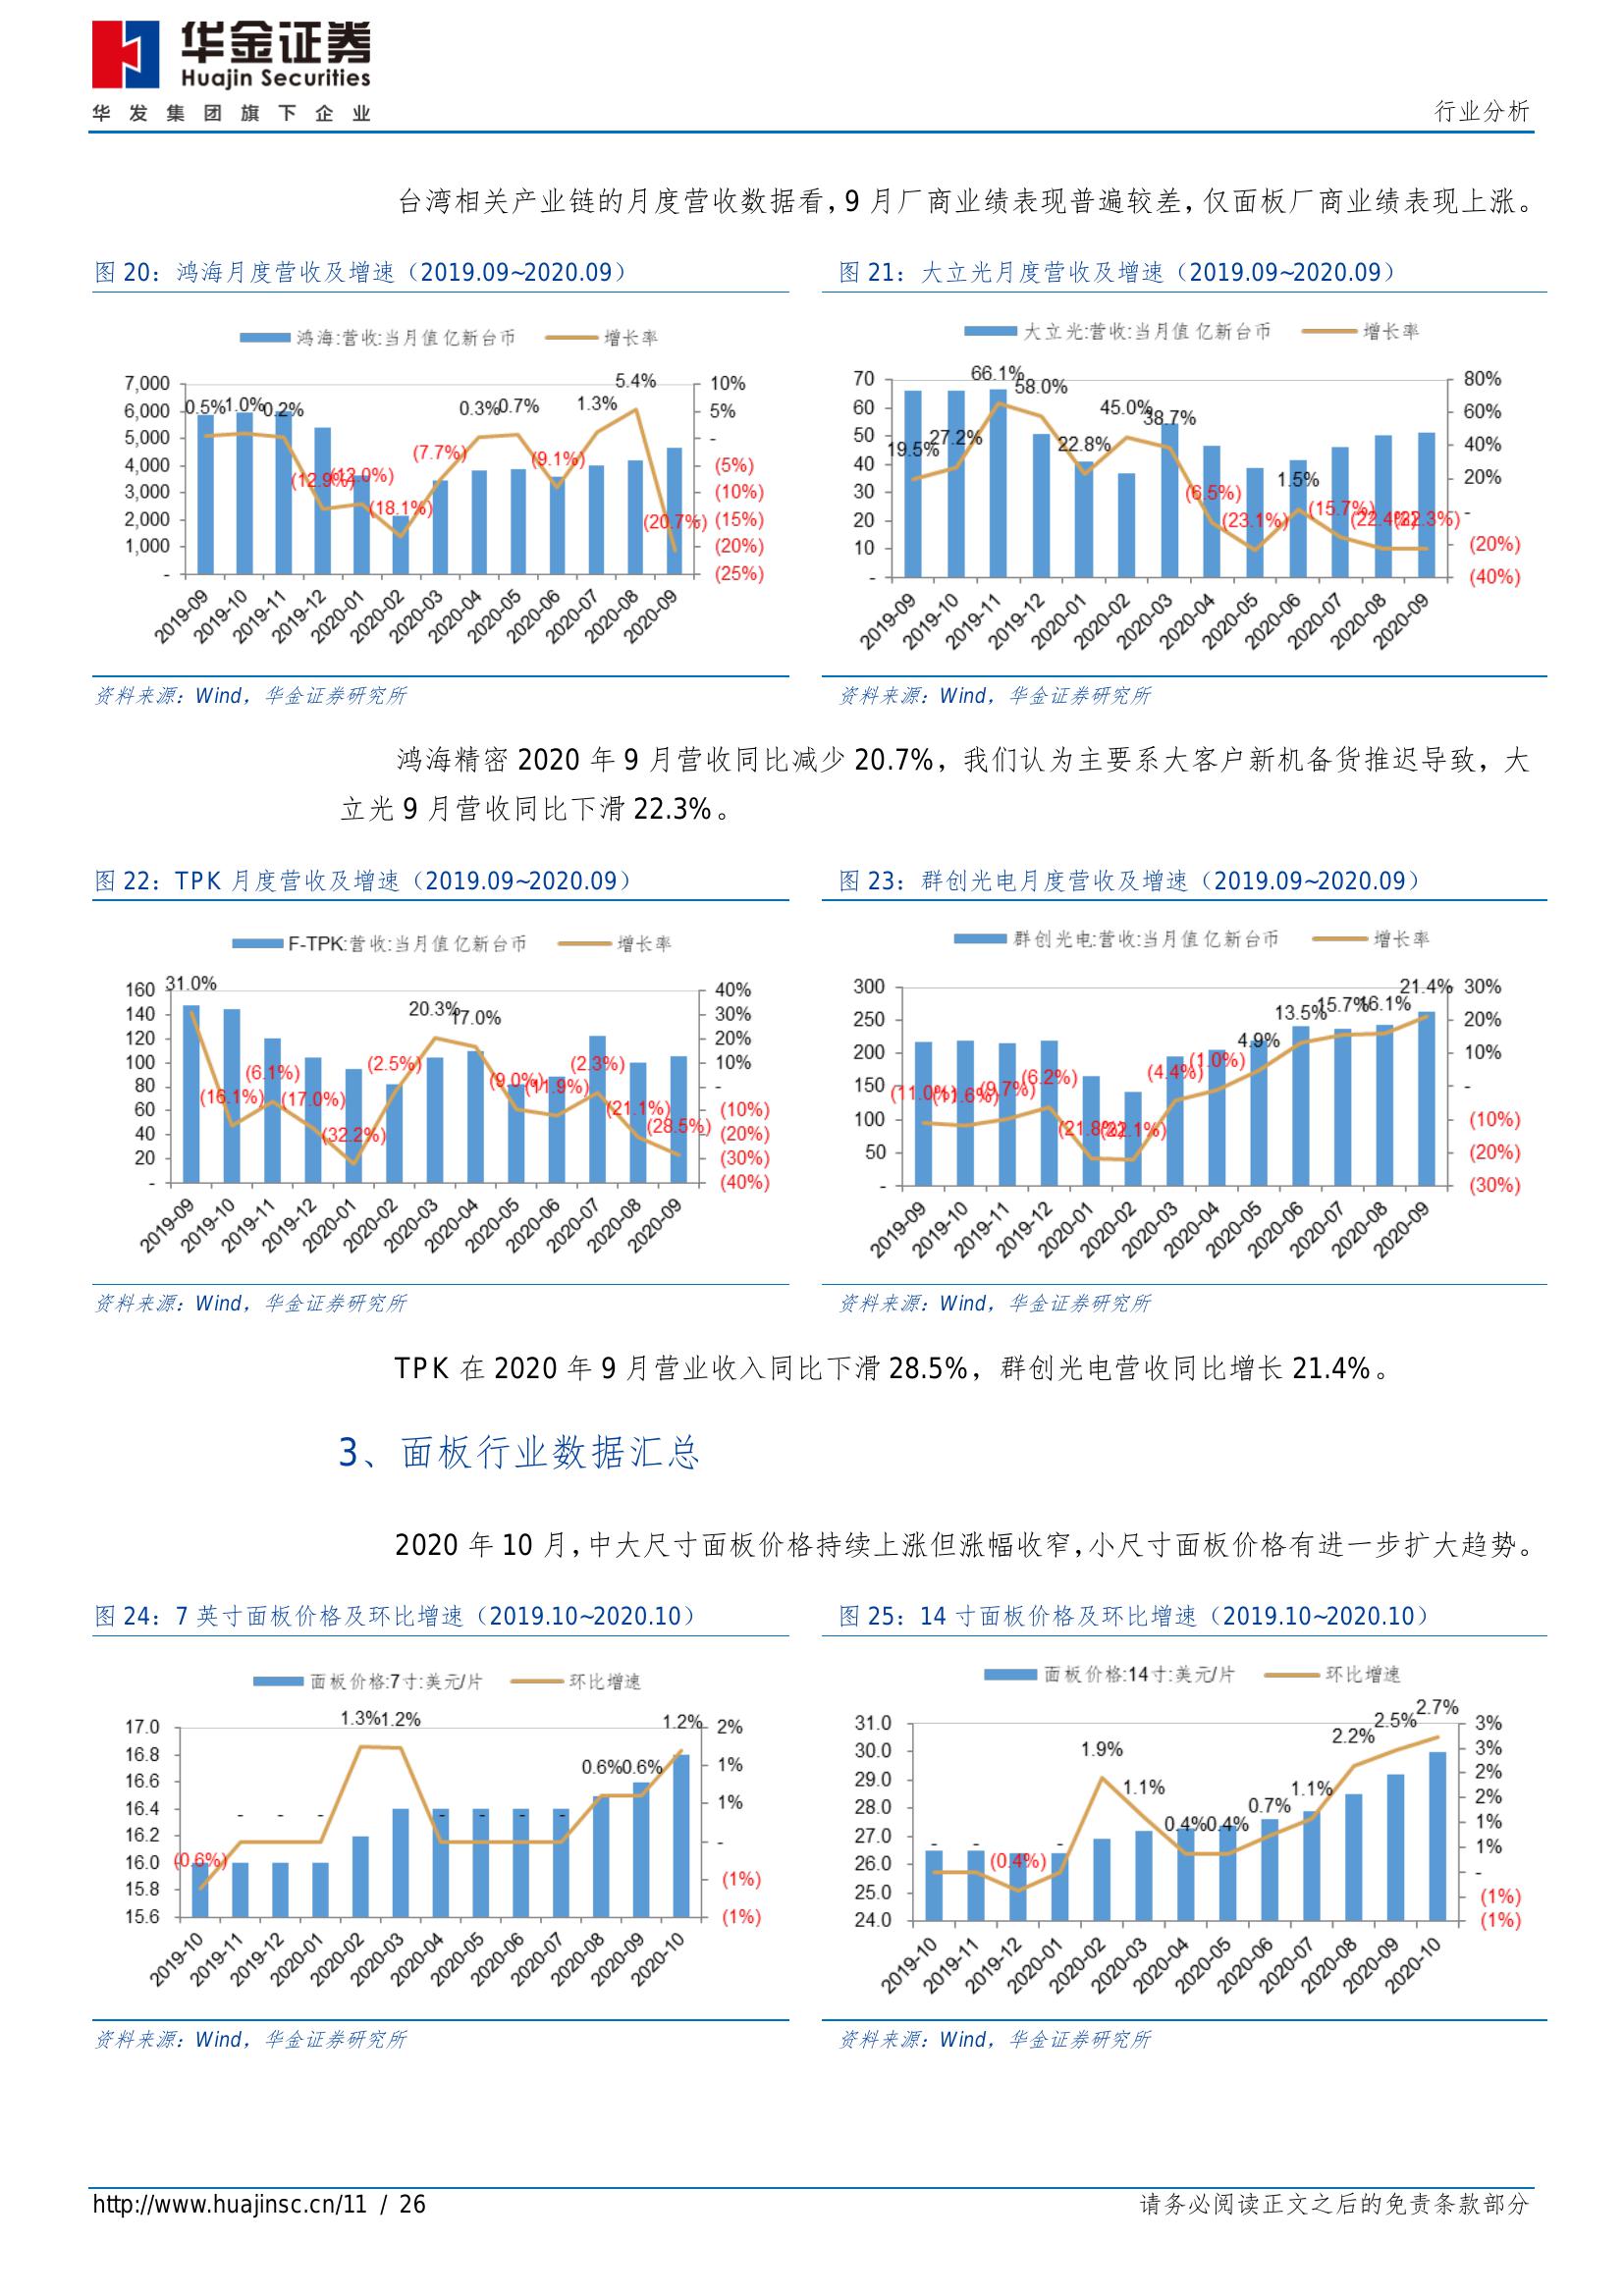 华金证券
Huajin Securities
华发集团旗下企业
行业分析
台湾相关产业链的月度营收数据看，9 月厂商业绩表现普遍较差，仅面板厂商业绩表现上涨。
图 20：鸿海月度营收及增速（2019.09~2020.09）
鸿海:营收:当月值 亿新台币 增长率
7,000
6,000
5,000
4,000
3,000
2,000
1,000
-
10%
5%
-
(5%)
(10%)
(15%)
(20%)
(25%)
0.5% 1.0% 0.2% (12.9%) (12.0%) (18.1%) (7.7%) 0.3% 0.7% (9.1%) 1.3% 5.4% (20.7%)
2019-09 2019-10 2019-11 2019-12 2020-01 2020-02 2020-03 2020-04 2020-05 2020-06 2020-07 2020-08 2020-09
资料来源：Wind，华金证券研究所
图 21：大立光月度营收及增速（2019.09~2020.09）
大立光:营收:当月值 亿新台币 增长率
70
60
50
40
30
20
10
-
80%
60%
40%
20%
-
(20%)
(40%)
19.5% 27.2% 66.1% 58.0% 22.8% 45.0% 38.7% (6.5%) (23.1%) 1.5% (15.7%) (22.4%) (22.3%)
2019-09 2019-10 2019-11 2019-12 2020-01 2020-02 2020-03 2020-04 2020-05 2020-06 2020-07 2020-08 2020-09
资料来源：Wind，华金证券研究所
鸿海精密 2020 年 9 月营收同比减少 20.7%，我们认为主要系大客户新机备货推迟导致，大
立光 9 月营收同比下滑 22.3%。
图 22：TPK 月度营收及增速（2019.09~2020.09）
F-TPK:营收:当月值 亿新台币 增长率
160
140
120
100
80
60
40
20
-
40%
30%
20%
10%
-
(10%)
(20%)
(30%)
(40%)
31.0% (16.1%) (6.1%) (17.0%) (32.2%) (2.5%) 20.3% 17.0% (9.0%) (11.9%) (2.3%) (21.1%) (28.5%)
2019-09 2019-10 2019-11 2019-12 2020-01 2020-02 2020-03 2020-04 2020-05 2020-06 2020-07 2020-08 2020-09
资料来源：Wind，华金证券研究所
图 23：群创光电月度营收及增速（2019.09~2020.09）
群创光电:营收:当月值 亿新台币 增长率
300
250
200
150
100
50
-
30%
20%
10%
-
(10%)
(20%)
(30%)
(11.0%) (11.6%) (9.7%) (6.2%) (21.8%) (22.1%) (4.4%) (1.0%) 4.9% 13.5% 15.7% 16.1% 21.4%
2019-09 2019-10 2019-11 2019-12 2020-01 2020-02 2020-03 2020-04 2020-05 2020-06 2020-07 2020-08 2020-09
资料来源：Wind，华金证券研究所
TPK 在 2020 年 9 月营业收入同比下滑 28.5%，群创光电营收同比增长 21.4%。
3、面板行业数据汇总
2020 年 10 月，中大尺寸面板价格持续上涨但涨幅收窄，小尺寸面板价格有进一步扩大趋势。
图 24：7 英寸面板价格及环比增速（2019.10~2020.10）
面板价格:7寸:美元/片 环比增速
17.0
16.8
16.6
16.4
16.2
16.0
15.8
15.6
2%
1%
1%
-
(1%)
(1%)
(0.6%) - - - 1.3% 1.2% - - - - 0.6% 0.6% 1.2%
2019-10 2019-11 2019-12 2020-01 2020-02 2020-03 2020-04 2020-05 2020-06 2020-07 2020-08 2020-09 2020-10
资料来源：Wind，华金证券研究所
图 25：14 寸面板价格及环比增速（2019.10~2020.10）
面板价格:14寸:美元/片 环比增速
31.0
30.0
29.0
28.0
27.0
26.0
25.0
24.0
3%
3%
2%
2%
1%
1%
-
(1%)
(1%)
- - (0.4%) - 1.9% 1.1% 0.4% 0.4% 0.7% 1.1% 2.2% 2.5% 2.7%
2019-10 2019-11 2019-12 2020-01 2020-02 2020-03 2020-04 2020-05 2020-06 2020-07 2020-08 2020-09 2020-10
资料来源：Wind，华金证券研究所
http://www.huajinsc.cn/11 / 26
请务必阅读正文之后的免责条款部分